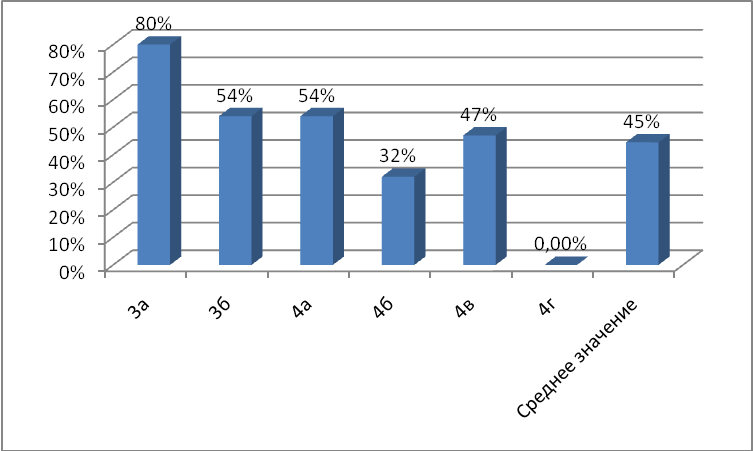 80%
70%
60%
50%
40%
30%
20%
10%
0%
80%
54%
54%
32%
47%
0,00%
45%
3а
3б
4а
4б
4в
4г
Среднее значение